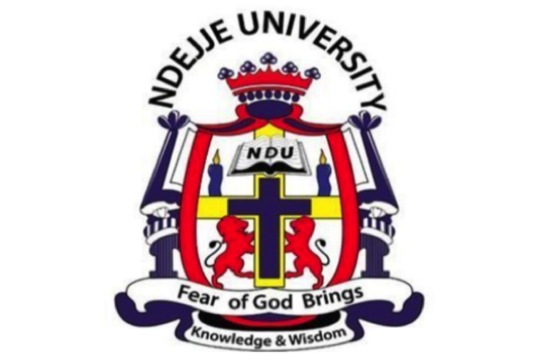 NDEJJE UNIVERSITY
NDU
Fear of God Brings
Knowledge & Wisdom